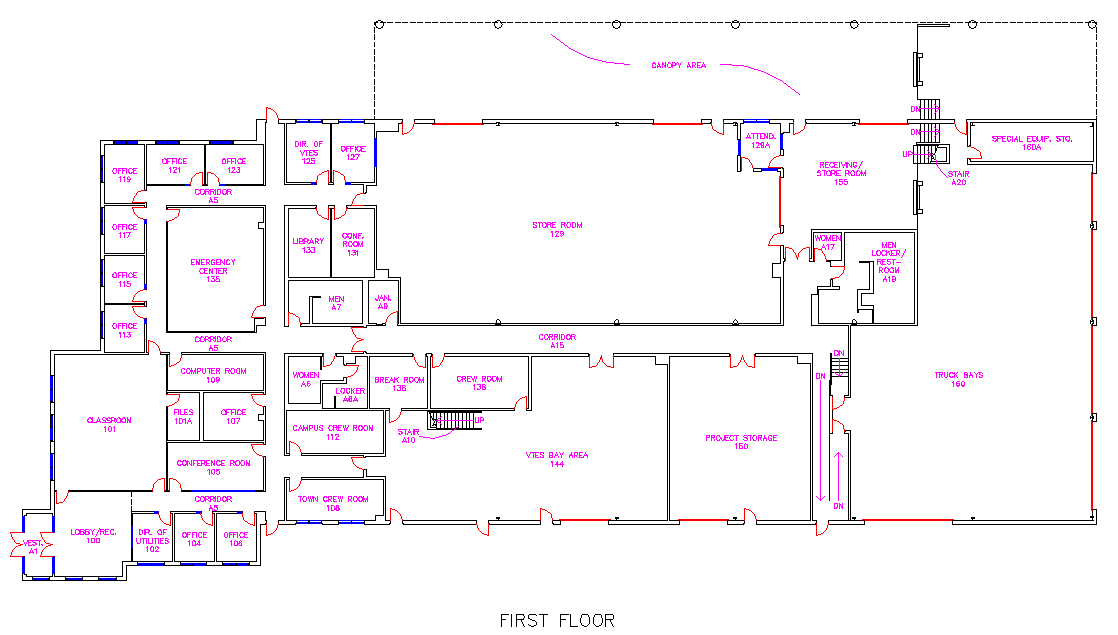 CANOPY AREA
DN
DN
UP
STAIR
A20
SPECIAL EQUIP. STO.
160A
ATTEND.
129A
RECEIVING/
STORE ROOM
155
DIR. OF
VTES
125
OFFICE
127
OFFICE
119
OFFICE
121
OFFICE
123
CORRIDOR
A5
OFFICE
117
OFFICE
115
OFFICE
113
EMERGENCY
CENTER
135
LIBRARY
133
CONF.
ROOM
131
STORE ROOM
129
WOMEN
A17
MEN
LOCKER/
REST-
ROOM
A19
MEN
A7
JAN.
A9
CORRIDOR
A5
CORRIDOR
A15
COMPUTER ROOM
109
WOMEN
A6
LOCKER
A6A
BREAK ROOM
136
CREW ROOM
138
DN
DN
TRUCK BAYS
160
CLASSROOM
101
FILES
101A
OFFICE
107
CAMPUS CREW ROOM
112
STAIR
A10
UP
PROJECT STORAGE
150
VTES BAY AREA
144
CONFERENCE ROOM
105
CORRIDOR
A5
TOWN CREW ROOM
108
DN
VEST.
A1
LOBBY/REC.
100
DIR. OF
UTILITIES
102
OFFICE
104
OFFICE
106
FIRST FLOOR